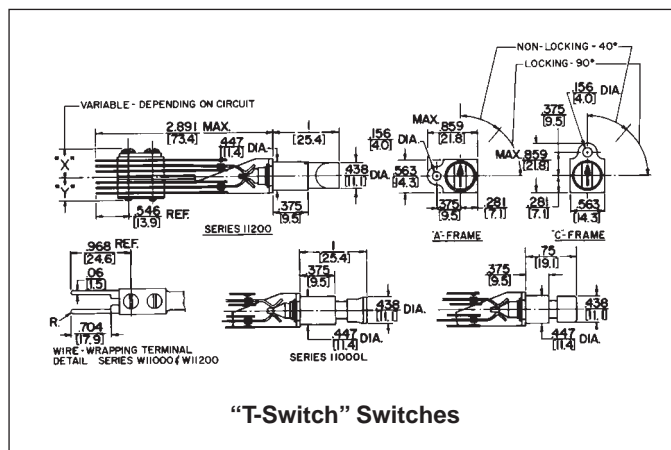 NON-LOCKING-40°
LOCKING-90°
VARIABLE - DEPENDING ON CIRCUIT
2.891 MAX.
[73.4]
.447
[11.4] DIA.
1
[25.4]
.438
[11.1] DIA.
.375
[9.5]
"X"
"Y"
.546
[13.9] REF.
SERIES 11200
.156
[4.0] DIA.
MAX. .859
[21.8]
.563
[14.3]
.375
[9.5]
.281
[7.1]
"A"-FRAME
.156
[4.0] DIA.
.375
[9.5]
MAX. .859
[21.8]
.281
[7.1]
.563
[14.3]
"C"-FRAME
.968
[24.6] REF.
.06
[1.5]
R.
.704
[17.9]
WIRE-WRAPPING TERMINAL
DETAIL SERIES W11000 & W11200
1
[25.4]
.375
[9.5]
.438
[11.1] DIA.
.447
[11.4] DIA.
SERIES 11000L
.75
[19.1]
.375
[9.5]
.438
[11.1]
.447
[11.4] DIA.
“T-Switch” Switches